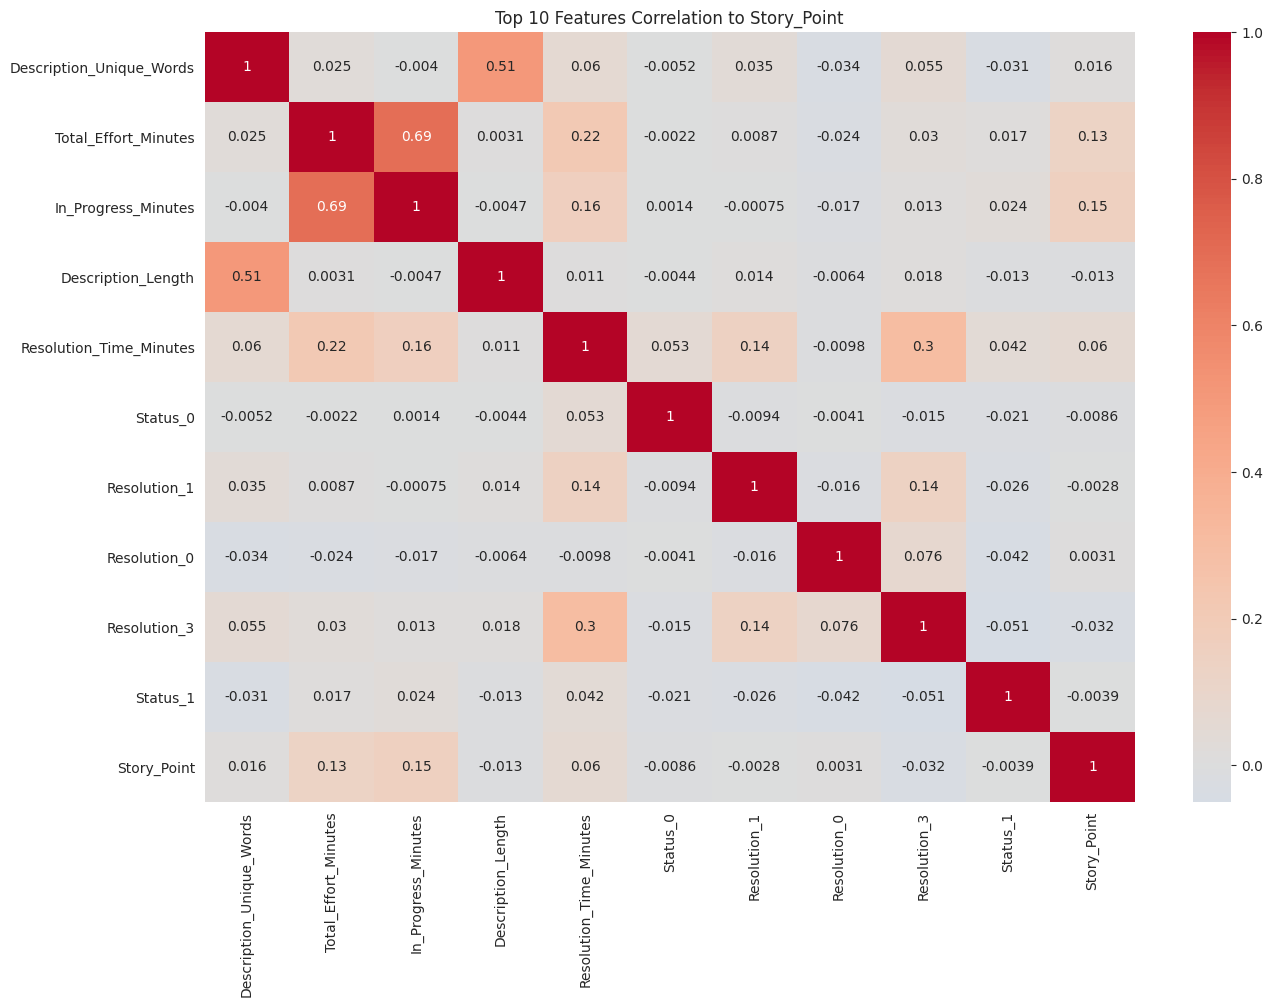 Top 10 Features Correlation to Story_Point
Description_Unique_Words 1 0.025 -0.004 0.51 0.06 -0.0052 0.035 -0.034 0.055 -0.031 0.016
Total_Effort_Minutes 0.025 1 0.69 0.0031 0.22 -0.0022 0.0087 -0.024 0.03 0.017 0.13
In_Progress_Minutes -0.004 0.69 1 -0.0047 0.16 0.0014 -0.00075 -0.017 0.013 0.024 0.15
Description_Length 0.51 0.0031 -0.0047 1 0.011 -0.0044 0.014 -0.0064 0.018 -0.013 -0.013
Resolution_Time_Minutes 0.06 0.22 0.16 0.011 1 0.053 0.14 -0.0098 0.3 0.042 0.06
Status_0 -0.0052 -0.0022 0.0014 -0.0044 0.053 1 -0.0094 -0.0041 -0.015 -0.021 -0.0086
Resolution_1 0.035 0.0087 -0.00075 0.014 0.14 -0.0094 1 -0.016 0.14 -0.026 -0.0028
Resolution_0 -0.034 -0.024 -0.017 -0.0064 -0.0098 -0.0041 -0.016 1 0.076 -0.042 0.0031
Resolution_3 0.055 0.03 0.013 0.018 0.3 -0.015 0.14 0.076 1 -0.051 -0.032
Status_1 -0.031 0.017 0.024 -0.013 0.042 -0.021 -0.026 -0.042 -0.051 1 -0.0039
Story_Point 0.016 0.13 0.15 -0.013 0.06 -0.0086 -0.0028 0.0031 -0.032 -0.0039 1
Description_Unique_Words
Total_Effort_Minutes
In_Progress_Minutes
Description_Length
Resolution_Time_Minutes
Status_0
Resolution_1
Resolution_0
Resolution_3
Status_1
Story_Point
1.0
0.8
0.6
0.4
0.2
0.0